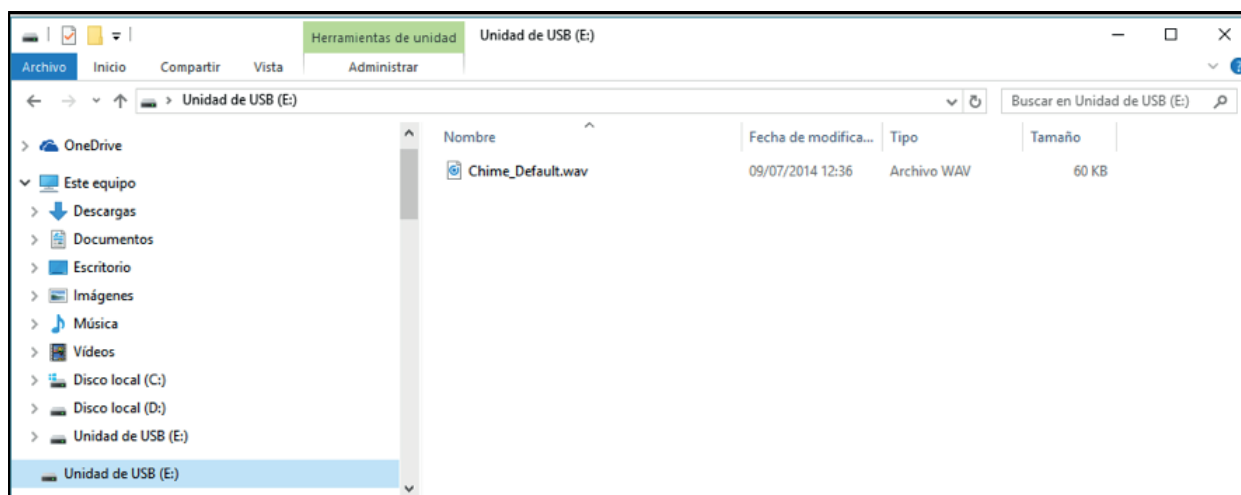 Herramientas de unidad Unidad de USB (E:)
Archivo Inicio Compartir Vista Administrar
Unidad de USB (E:) Buscar en Unidad de USB (E:)
Nombre Fecha de modifica... Tipo Tamaño
Chime_Default.wav 09/07/2014 12:36 Archivo WAV 60 KB
OneDrive
Este equipo
Descargas
Documentos
Escritorio
Imágenes
Música
Vídeos
Disco local (C:)
Disco local (D:)
Unidad de USB (E:)
Unidad de USB (E:)